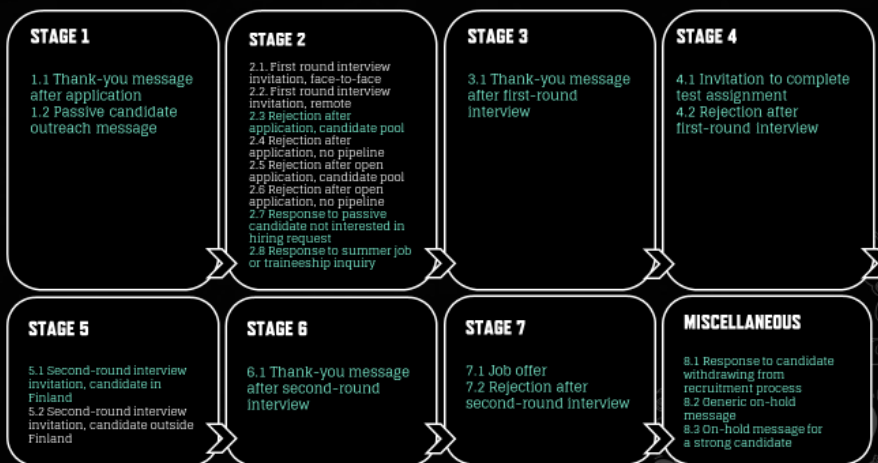 STAGE 1
1.1 Thank-you message
after application
1.2 Passive candidate
outreach message
STAGE 2
2.1. First round interview
invitation, face-to-face
2.2. First round interview
invitation, remote
2.3 Rejection after
application, candidate pool
2.4 Rejection after
application, no pipeline
2.5 Rejection after open
application, candidate pool
2.6 Rejection after open
application, no pipeline
2.7 Response to passive
candidate not interested in
hiring request
2.8 Response to summer job
or traineeship inquiry
STAGE 3
3.1 Thank-you message
after first-round
interview
STAGE 4
4.1 Invitation to complete
test assignment
4.2 Rejection after
first-round interview
STAGE 5
5.1 Second-round interview
invitation, candidate in
Finland
5.2 Second-round interview
invitation, candidate outside
Finland
STAGE 6
6.1 Thank-you message
after second-round
interview
STAGE 7
7.1 Job offer
7.2 Rejection after
second-round interview
MISCELLANEOUS
8.1 Response to candidate
withdrawing from
recruitment process
8.2 Generic on-hold
message
8.3 On-hold message for
a strong candidate